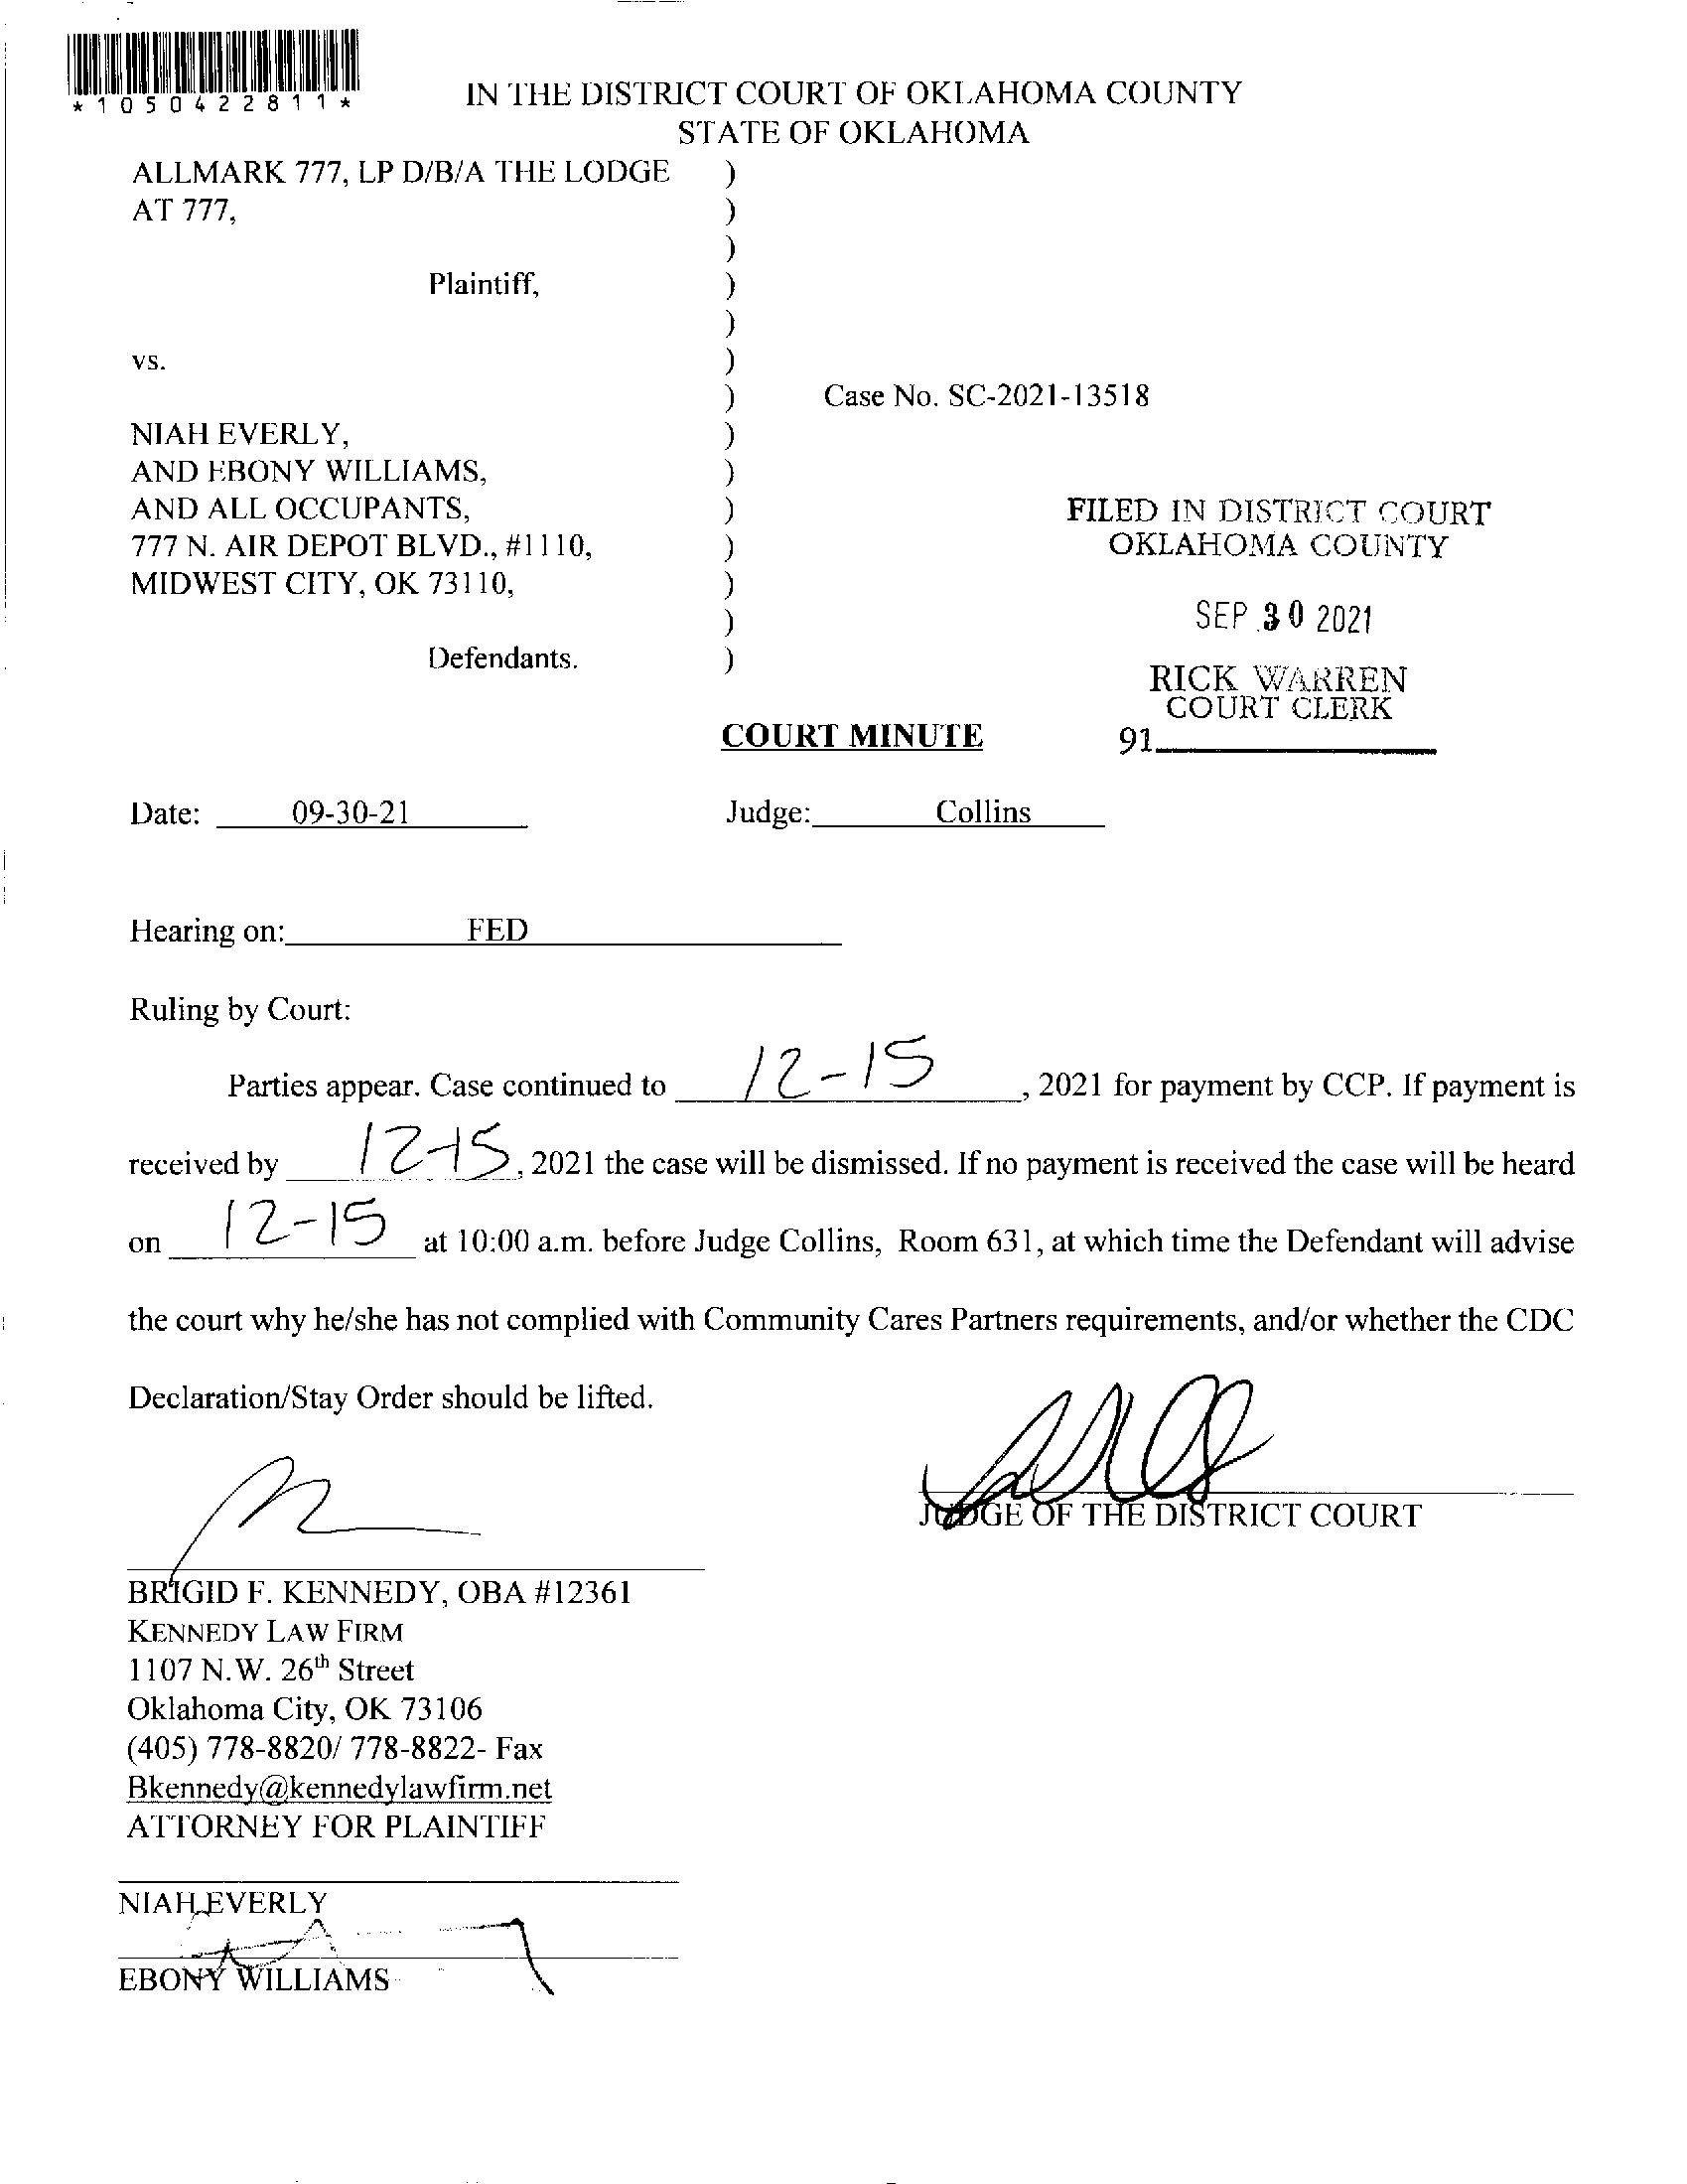 *1050422811*
IN THE DISTRICT COURT OF OKLAHOMA COUNTY
STATE OF OKLAHOMA
ALLMARK 777, LP D/B/A THE LODGE )
AT 777, )
)
Plaintiff, )
)
vs. )
) Case No. SC-2021-13518
NIAH EVERLY, )
AND EBONY WILLIAMS, )
AND ALL OCCUPANTS, )
777 N. AIR DEPOT BLVD., #1110, )
MIDWEST CITY, OK 73110, )
)
Defendants. )
FILED IN DISTRICT COURT
OKLAHOMA COUNTY
SEP 30 2021
RICK WARREN
COURT CLERK
91
COURT MINUTE
Date: 09-30-21 Judge: Collins
Hearing on: FED
Ruling by Court:
Parties appear. Case continued to 12-15, 2021 for payment by CCP. If payment is
received by 12-15, 2021 the case will be dismissed. If no payment is received the case will be heard
on 12-15 at 10:00 a.m. before Judge Collins, Room 631, at which time the Defendant will advise
the court why he/she has not complied with Community Cares Partners requirements, and/or whether the CDC
Declaration/Stay Order should be lifted.
JUDGE OF THE DISTRICT COURT
BRIGID F. KENNEDY, OBA #12361
KENNEDY LAW FIRM
1107 N.W. 26th Street
Oklahoma City, OK 73106
(405) 778-8820/ 778-8822- Fax
Bkennedy@kennedylawfirm.net
ATTORNEY FOR PLAINTIFF
NIAH EVERLY
EBONY WILLIAMS